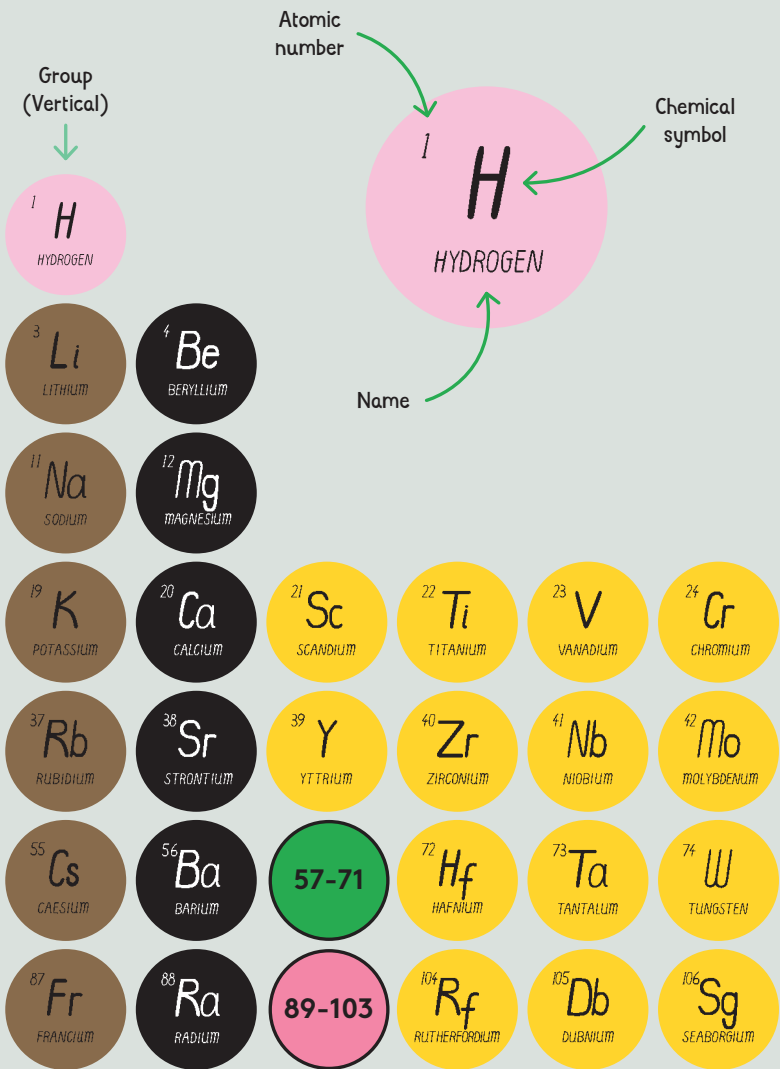 Atomic
number
Group
(Vertical)
Chemical
symbol
1
H
HYDROGEN
Name
1
H
HYDROGEN
3
Li
LITHIUM
4
Be
BERYLLIUM
11
Na
SODIUM
12
Mg
MAGNESIUM
19
K
POTASSIUM
20
Ca
CALCIUM
21
Sc
SCANDIUM
22
Ti
TITANIUM
23
V
VANADIUM
24
Cr
CHROMIUM
37
Rb
RUBIDIUM
38
Sr
STRONTIUM
39
Y
YTTRIUM
40
Zr
ZIRCONIUM
41
Nb
NIOBIUM
42
Mo
MOLYBDENUM
55
Cs
CAESIUM
56
Ba
BARIUM
57-71
72
Hf
HAFNIUM
73
Ta
TANTALUM
74
W
TUNGSTEN
87
Fr
FRANCIUM
88
Ra
RADIUM
89-103
104
Rf
RUTHERFORDIUM
105
Db
DUBNIUM
106
Sg
SEABORGIUM